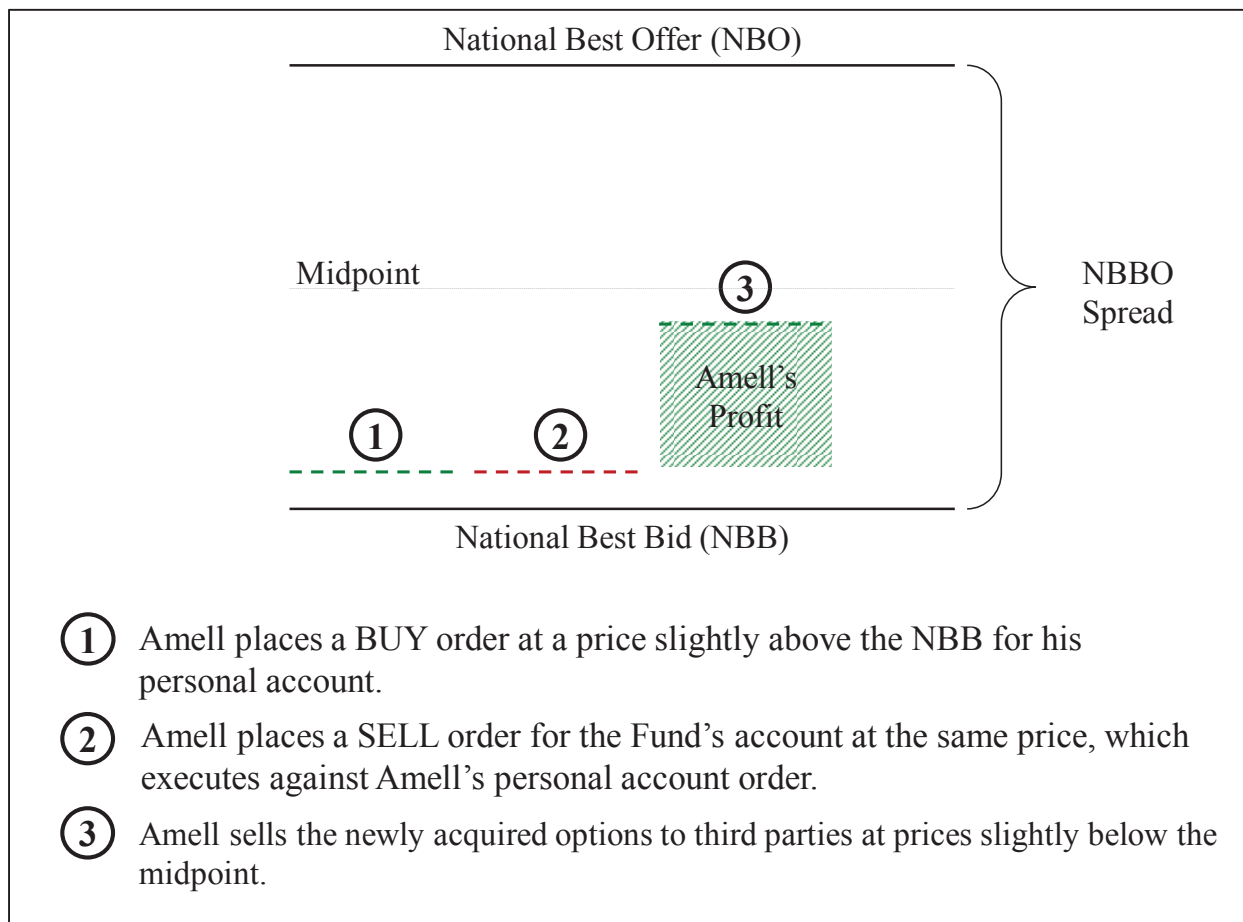 National Best Offer (NBO)
Midpoint
3
NBBO
Spread
Amell’s
Profit
1
2
National Best Bid (NBB)
1 Amell places a BUY order at a price slightly above the NBB for his
personal account.
2 Amell places a SELL order for the Fund’s account at the same price, which
executes against Amell’s personal account order.
3 Amell sells the newly acquired options to third parties at prices slightly below the
midpoint.